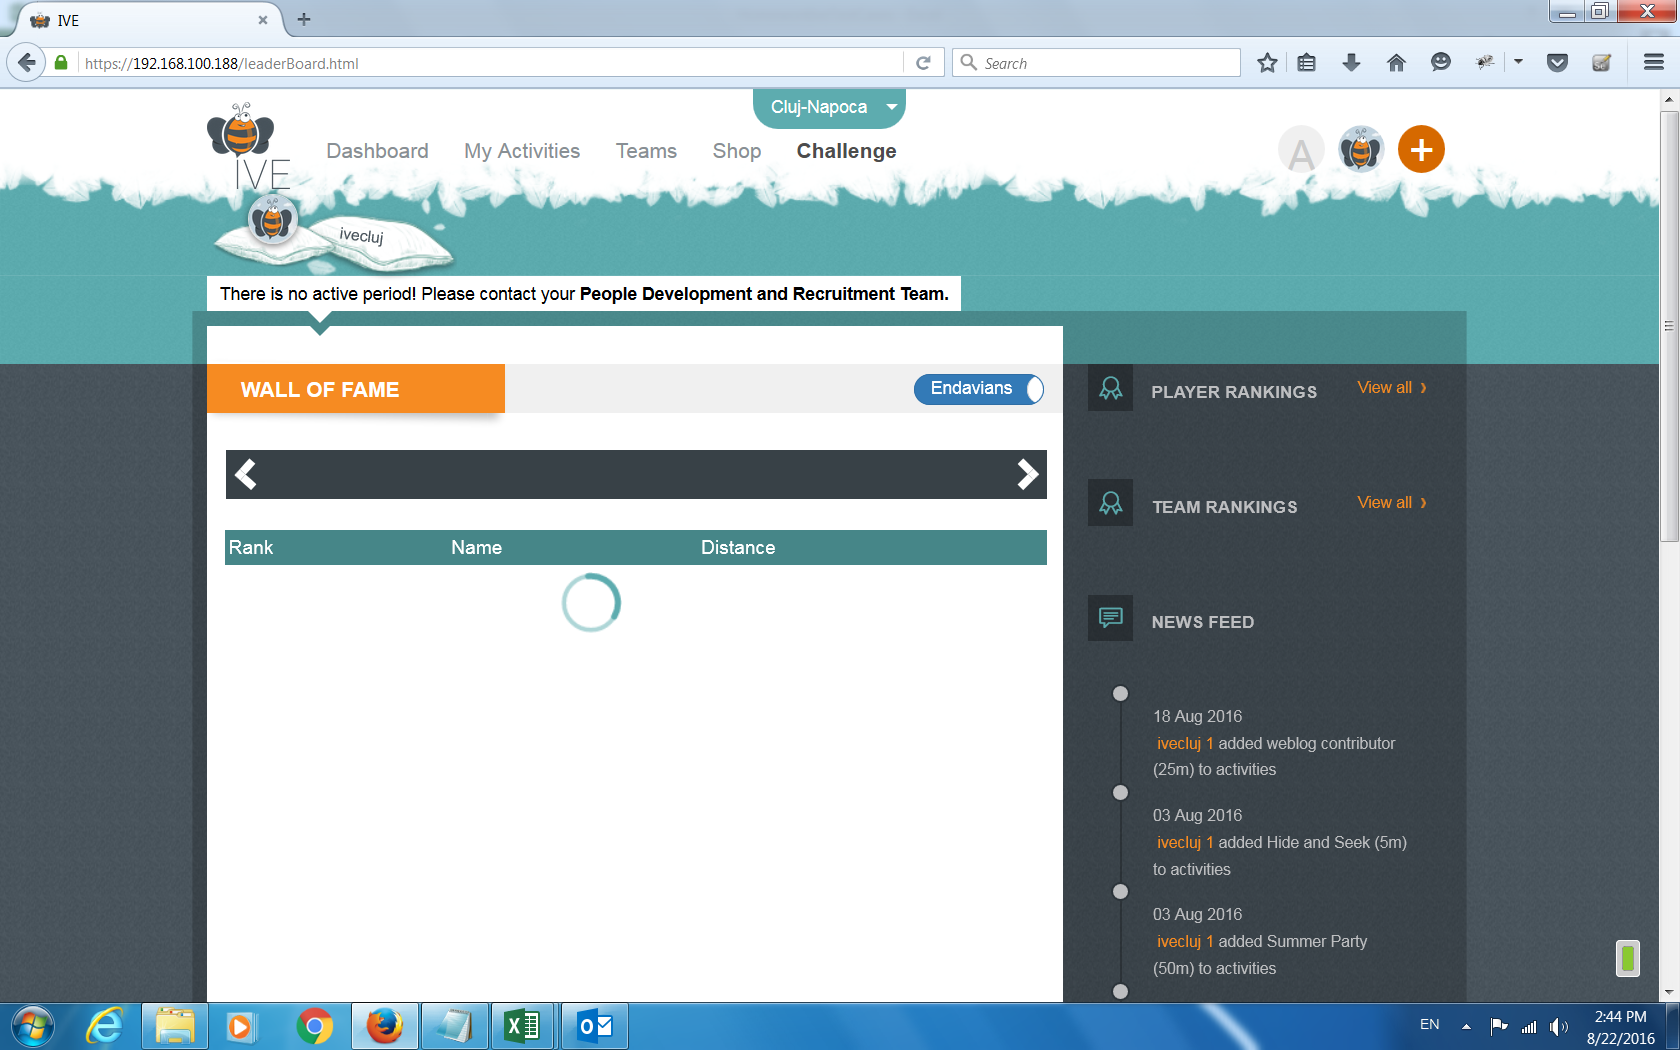 IVE
https://192.168.100.188/leaderBoard.html
Search
Cluj-Napoca
IVE
Dashboard
My Activities
Teams
Shop
Challenge
A
ivecluj
There is no active period! Please contact your People Development and Recruitment Team.
WALL OF FAME
Endavians
Rank
Name
Distance
PLAYER RANKINGS
View all
TEAM RANKINGS
View all
NEWS FEED
18 Aug 2016
ivecluj 1 added weblog contributor
(25m) to activities
03 Aug 2016
ivecluj 1 added Hide and Seek (5m)
to activities
03 Aug 2016
ivecluj 1 added Summer Party
(50m) to activities
EN
2:44 PM
8/22/2016